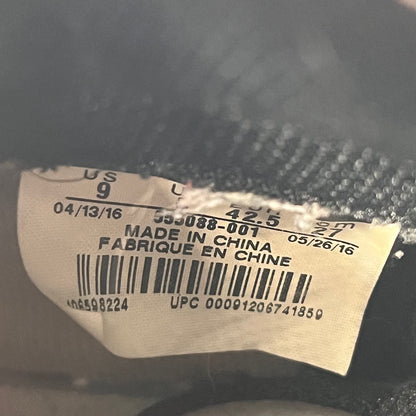 US
9 42.5 27
04/13/16 555088-001 05/26/16
MADE IN CHINA
FABRIQUE EN CHINE
UPC 00091206741859